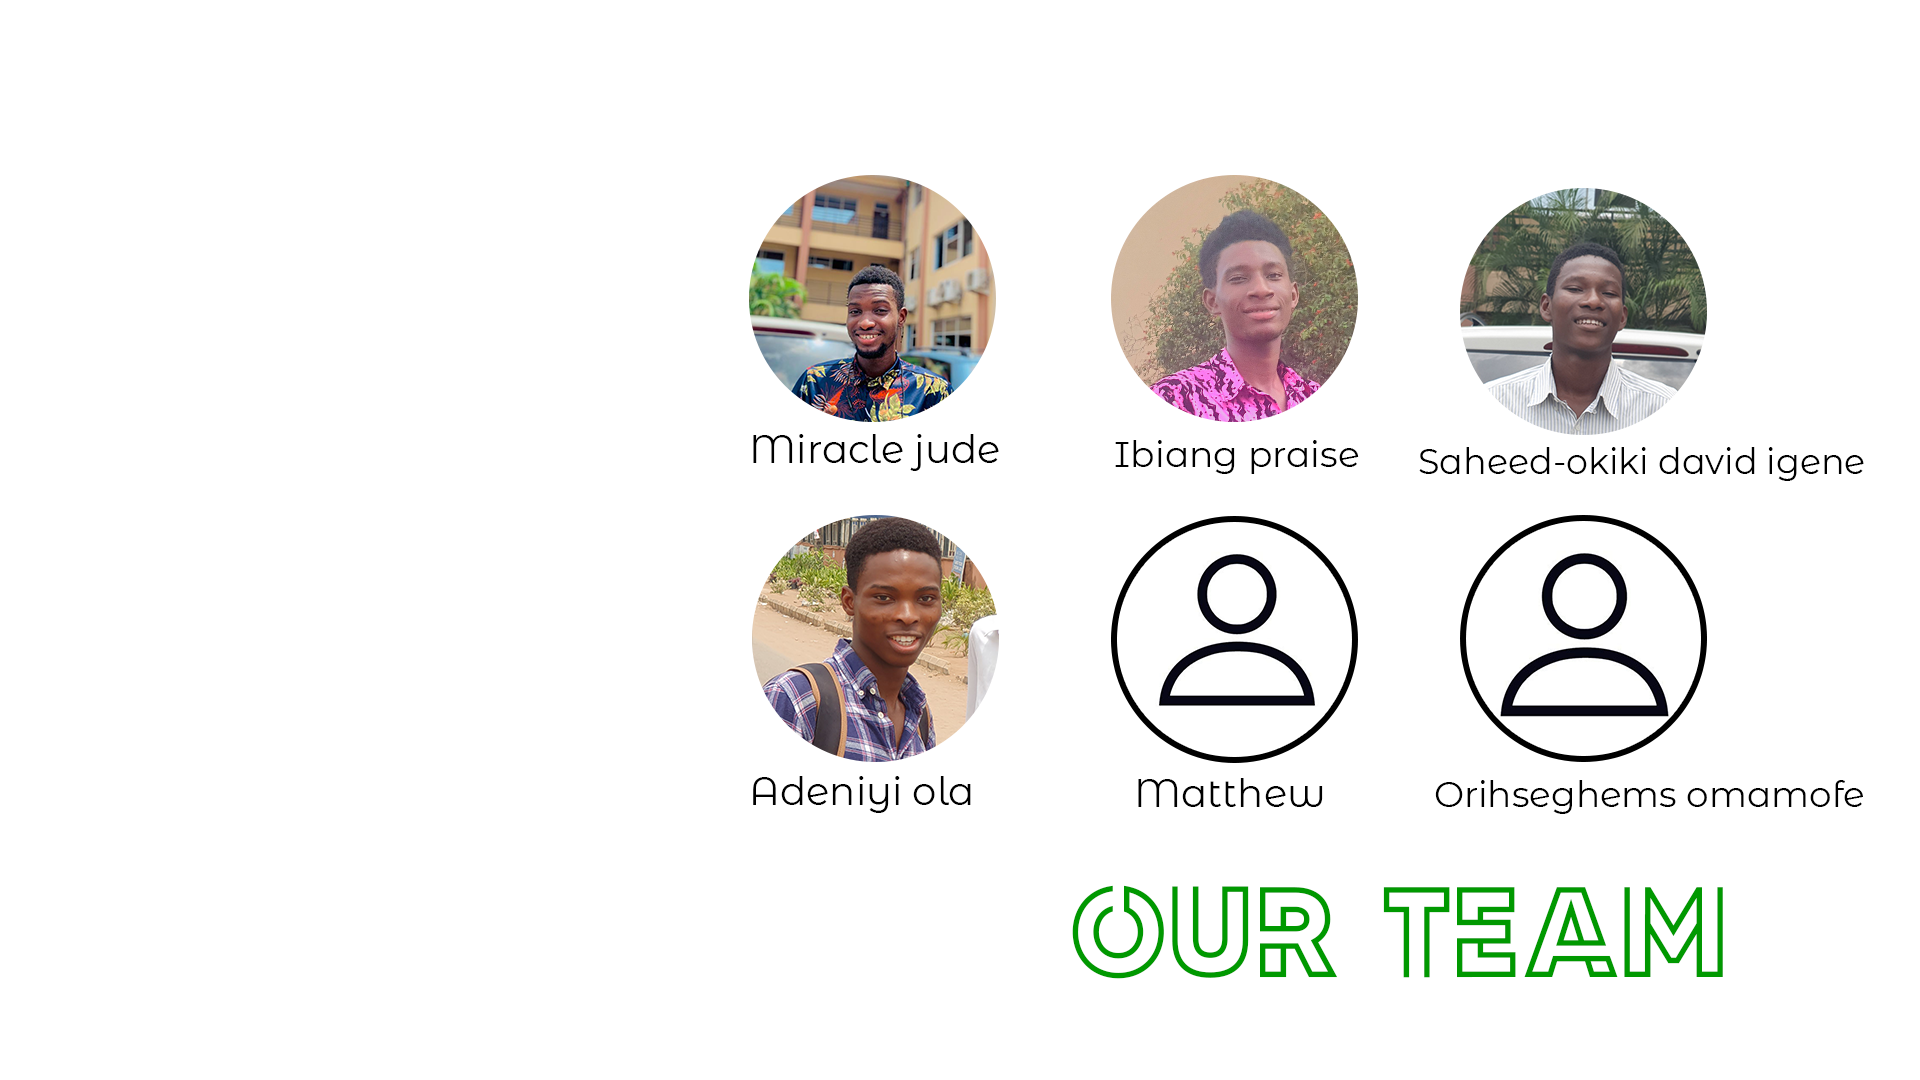 Miracle jude
Ibiang praise
Saheed-okiki david igene
Adeniyi ola
Matthew
Orihseghems omamofe
OUR TEAM